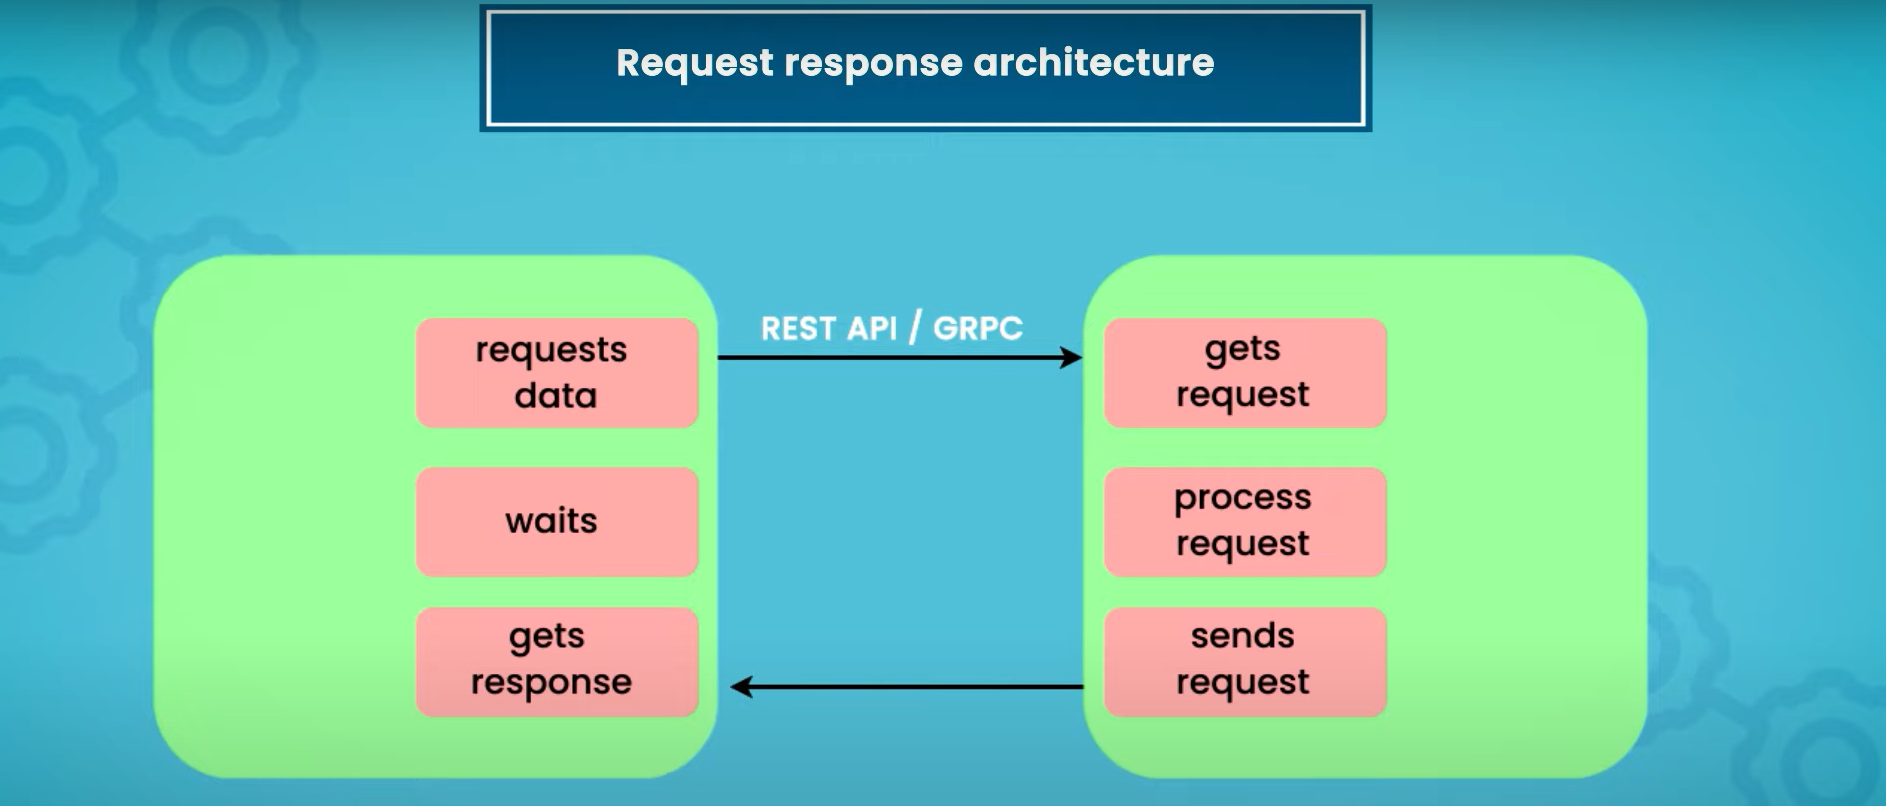 Request response architecture
REST API / GRPC
requests
data
gets
request
waits
process
request
gets
response
sends
request